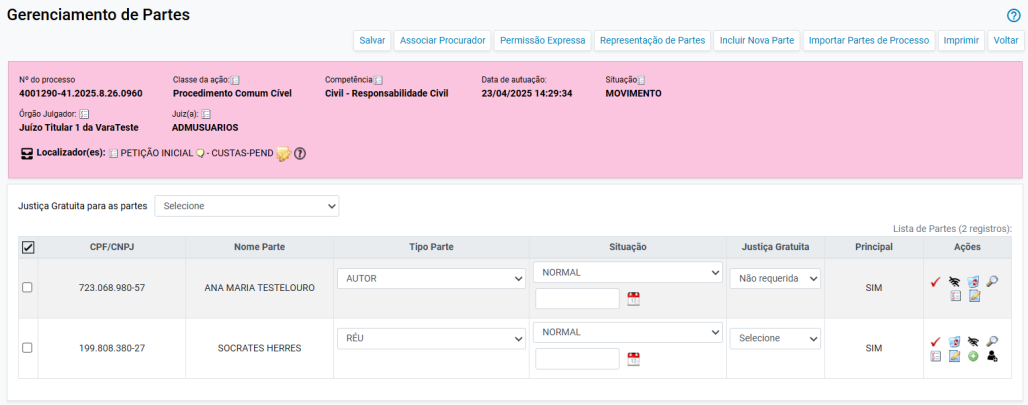 Gerenciamento de Partes
Salvar Associar Procurador Permissão Expressa Representação de Partes Incluir Nova Parte Importar Partes de Processo Imprimir Voltar
Nº do processo Classe da ação: Competência Data de autuação: Situação
4001290-41.2025.8.26.0960 Procedimento Comum Cível Civil - Responsabilidade Civil 23/04/2025 14:29:34 MOVIMENTO
Órgão Julgador: Juiz(a):
Juízo Titular 1 da VaraTeste ADMUSUARIOS
Localizador(es): PETIÇÃO INICIAL - CUSTAS-PEND
Justiça Gratuita para as partes Selecione
Lista de Partes (2 registros):
CPF/CNPJ Nome Parte Tipo Parte Situação Justiça Gratuita Principal Ações
723.068.980-57 ANA MARIA TESTELOURO AUTOR NORMAL Não requerida SIM
199.808.380-27 SOCRATES HERRES RÉU NORMAL Selecione SIM